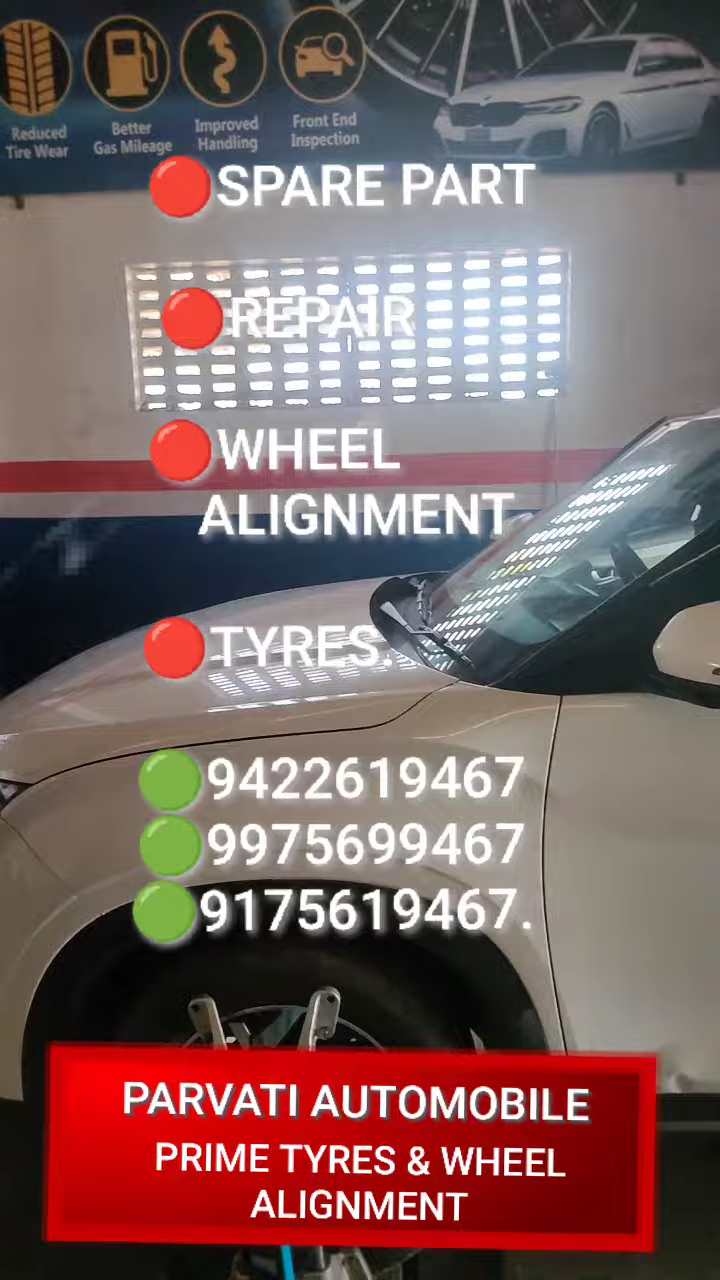 Reduced
Tire Wear
Better
Gas Mileage
Improved
Handling
Front End
Inspection
🔴SPARE PART
🔴REPAIR
🔴WHEEL
ALIGNMENT
🔴TYRES.
🟢9422619467
🟢9975699467
🟢9175619467.
PARVATI AUTOMOBILE
PRIME TYRES & WHEEL
ALIGNMENT